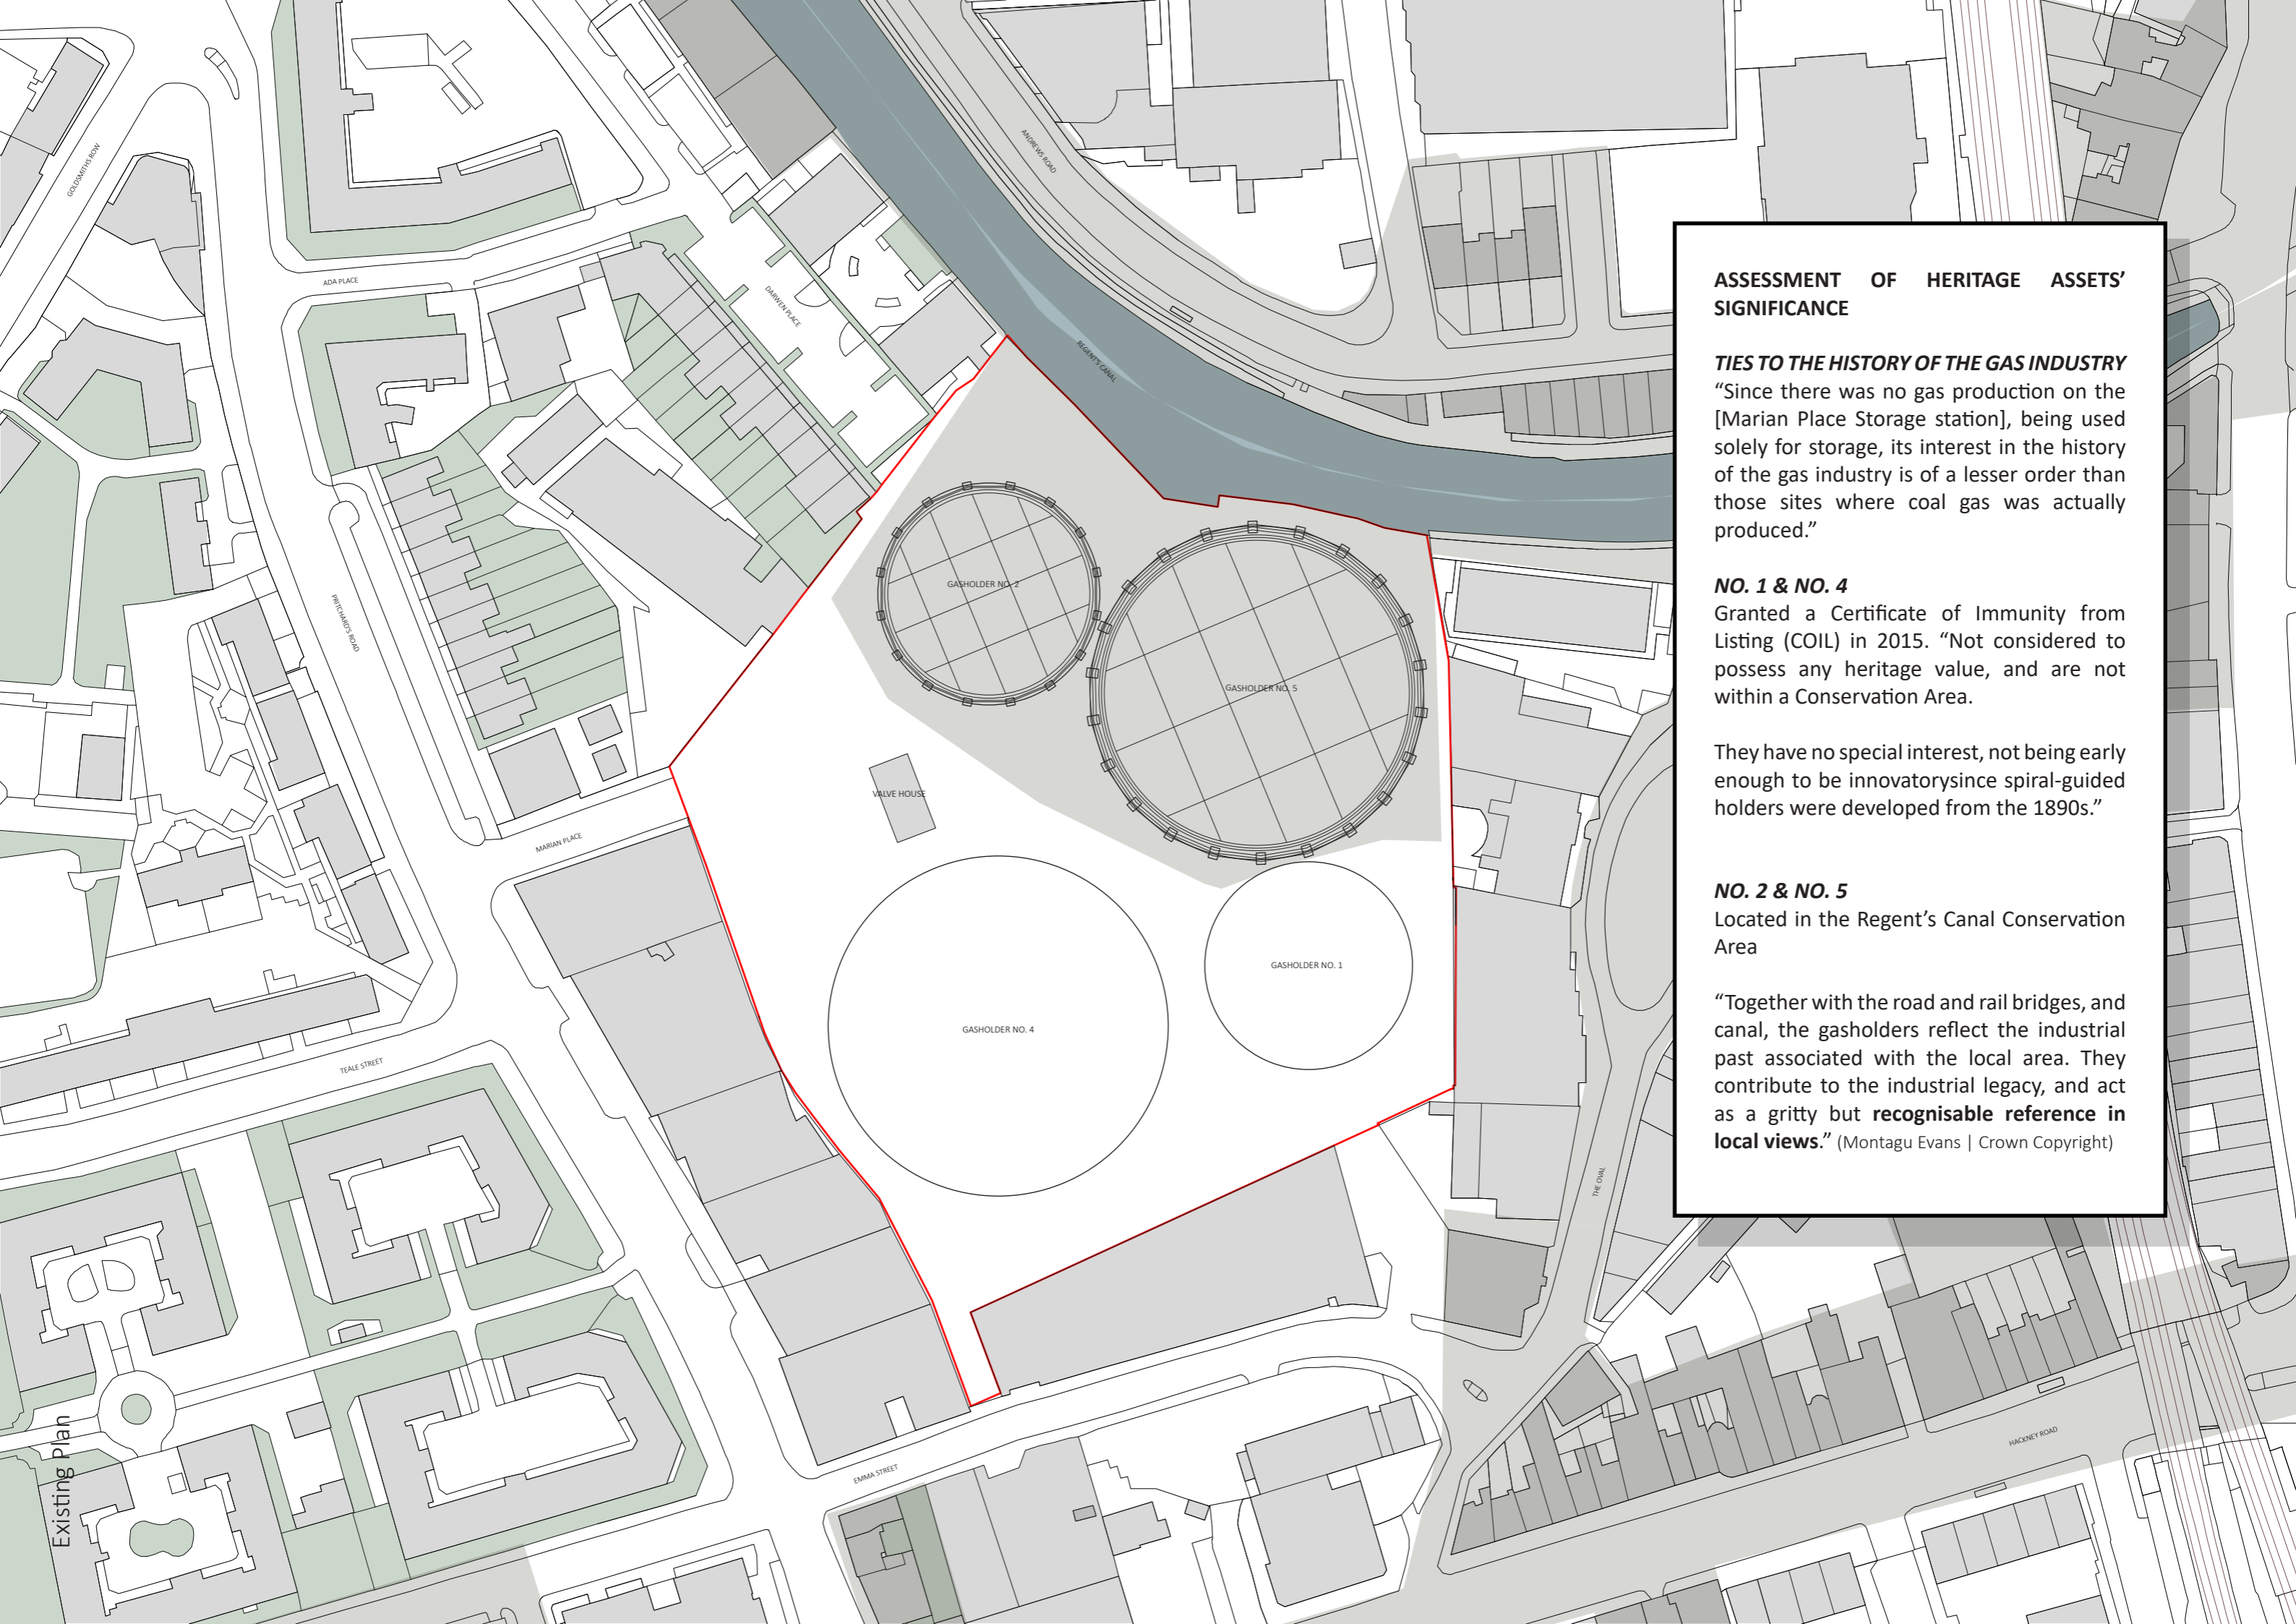 GOLDSMITHS ROW
ADA PLACE
DARWEN PLACE
ANDREWS ROAD
REGENT'S CANAL
PRITCHARD'S ROAD
GASHOLDER NO. 2
GASHOLDER NO. 5
VALVE HOUSE
MARIAN PLACE
GASHOLDER NO. 1
GASHOLDER NO. 4
TEALE STREET
THE OVAL
EMMA STREET
HACKNEY ROAD
Existing Plan
ASSESSMENT OF HERITAGE ASSETS'
SIGNIFICANCE
TIES TO THE HISTORY OF THE GAS INDUSTRY
“Since there was no gas production on the
[Marian Place Storage station], being used
solely for storage, its interest in the history
of the gas industry is of a lesser order than
those sites where coal gas was actually
produced.”
NO. 1 & NO. 4
Granted a Certificate of Immunity from
Listing (COIL) in 2015. “Not considered to
possess any heritage value, and are not
within a Conservation Area.
They have no special interest, not being early
enough to be innovatorysince spiral-guided
holders were developed from the 1890s.”
NO. 2 & NO. 5
Located in the Regent’s Canal Conservation
Area
“Together with the road and rail bridges, and
canal, the gasholders reflect the industrial
past associated with the local area. They
contribute to the industrial legacy, and act
as a gritty but recognisable reference in
local views.” (Montagu Evans | Crown Copyright)